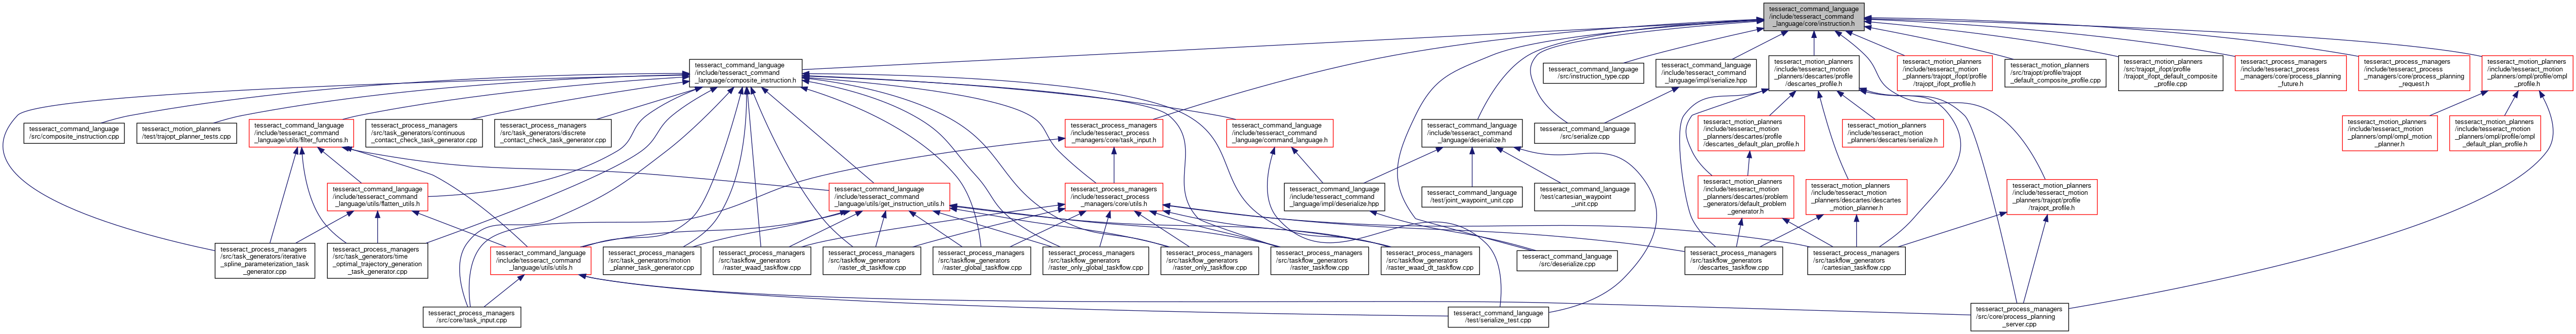 tesseract_command_language
/include/tesseract_command
_language/core/instruction.h
tesseract_command_language
/include/tesseract_command
_language/composite_instruction.h
tesseract_command_language
/src/instruction_type.cpp
tesseract_command_language
/include/tesseract_command
_language/impl/serialize.hpp
tesseract_motion_planners
/include/tesseract_motion
_planners/descartes/profile
/descartes_profile.h
tesseract_motion_planners
/include/tesseract_motion
_planners/trajopt_ifopt/profile
/trajopt_ifopt_profile.h
tesseract_motion_planners
/src/trajopt/profile/trajopt
_default_composite_profile.cpp
tesseract_motion_planners
/src/trajopt_ifopt/profile
/trajopt_ifopt_default_composite
_profile.cpp
tesseract_process_managers
/include/tesseract_process
_managers/core/process_planning
_future.h
tesseract_process_managers
/include/tesseract_process
_managers/core/process_planning
_request.h
tesseract_motion_planners
/include/tesseract_motion
_planners/ompl/profile/ompl
_profile.h
tesseract_command_language
/src/composite_instruction.cpp
tesseract_motion_planners
/test/trajopt_planner_tests.cpp
tesseract_command_language
/include/tesseract_command
_language/utils/filter_functions.h
tesseract_process_managers
/src/task_generators/continuous
_contact_check_task_generator.cpp
tesseract_process_managers
/src/task_generators/discrete
_contact_check_task_generator.cpp
tesseract_process_managers
/include/tesseract_process
_managers/core/task_input.h
tesseract_command_language
/include/tesseract_command
_language/command_language.h
tesseract_command_language
/include/tesseract_command
_language/deserialize.h
tesseract_command_language
/src/serialize.cpp
tesseract_motion_planners
/include/tesseract_motion
_planners/descartes/profile
/descartes_default_plan_profile.h
tesseract_motion_planners
/include/tesseract_motion
_planners/descartes/serialize.h
tesseract_motion_planners
/include/tesseract_motion
_planners/ompl/ompl_motion
_planner.h
tesseract_motion_planners
/include/tesseract_motion
_planners/ompl/profile/ompl
_default_plan_profile.h
tesseract_command_language
/include/tesseract_command
_language/utils/flatten_utils.h
tesseract_command_language
/include/tesseract_command
_language/utils/get_instruction_utils.h
tesseract_process_managers
/include/tesseract_process
_managers/core/utils.h
tesseract_command_language
/include/tesseract_command
_language/impl/deserialize.hpp
tesseract_command_language
/test/joint_waypoint_unit.cpp
tesseract_command_language
/test/cartesian_waypoint
_unit.cpp
tesseract_motion_planners
/include/tesseract_motion
_planners/descartes/problem
_generators/default_problem
_generator.h
tesseract_motion_planners
/include/tesseract_motion
_planners/descartes/descartes
_motion_planner.h
tesseract_motion_planners
/include/tesseract_motion
_planners/trajopt/profile
/trajopt_profile.h
tesseract_process_managers
/src/task_generators/iterative
_spline_parameterization_task
_generator.cpp
tesseract_process_managers
/src/task_generators/time
_optimal_trajectory_generation
_task_generator.cpp
tesseract_command_language
/include/tesseract_command
_language/utils/utils.h
tesseract_process_managers
/src/task_generators/motion
_planner_task_generator.cpp
tesseract_process_managers
/src/taskflow_generators
/raster_waad_taskflow.cpp
tesseract_process_managers
/src/taskflow_generators
/raster_dt_taskflow.cpp
tesseract_process_managers
/src/taskflow_generators
/raster_global_taskflow.cpp
tesseract_process_managers
/src/taskflow_generators
/raster_only_global_taskflow.cpp
tesseract_process_managers
/src/taskflow_generators
/raster_only_taskflow.cpp
tesseract_process_managers
/src/taskflow_generators
/raster_taskflow.cpp
tesseract_process_managers
/src/taskflow_generators
/raster_waad_dt_taskflow.cpp
tesseract_command_language
/src/deserialize.cpp
tesseract_process_managers
/src/taskflow_generators
/descartes_taskflow.cpp
tesseract_process_managers
/src/taskflow_generators
/cartesian_taskflow.cpp
tesseract_process_managers
/src/core/task_input.cpp
tesseract_command_language
/test/serialize_test.cpp
tesseract_process_managers
/src/core/process_planning
_server.cpp